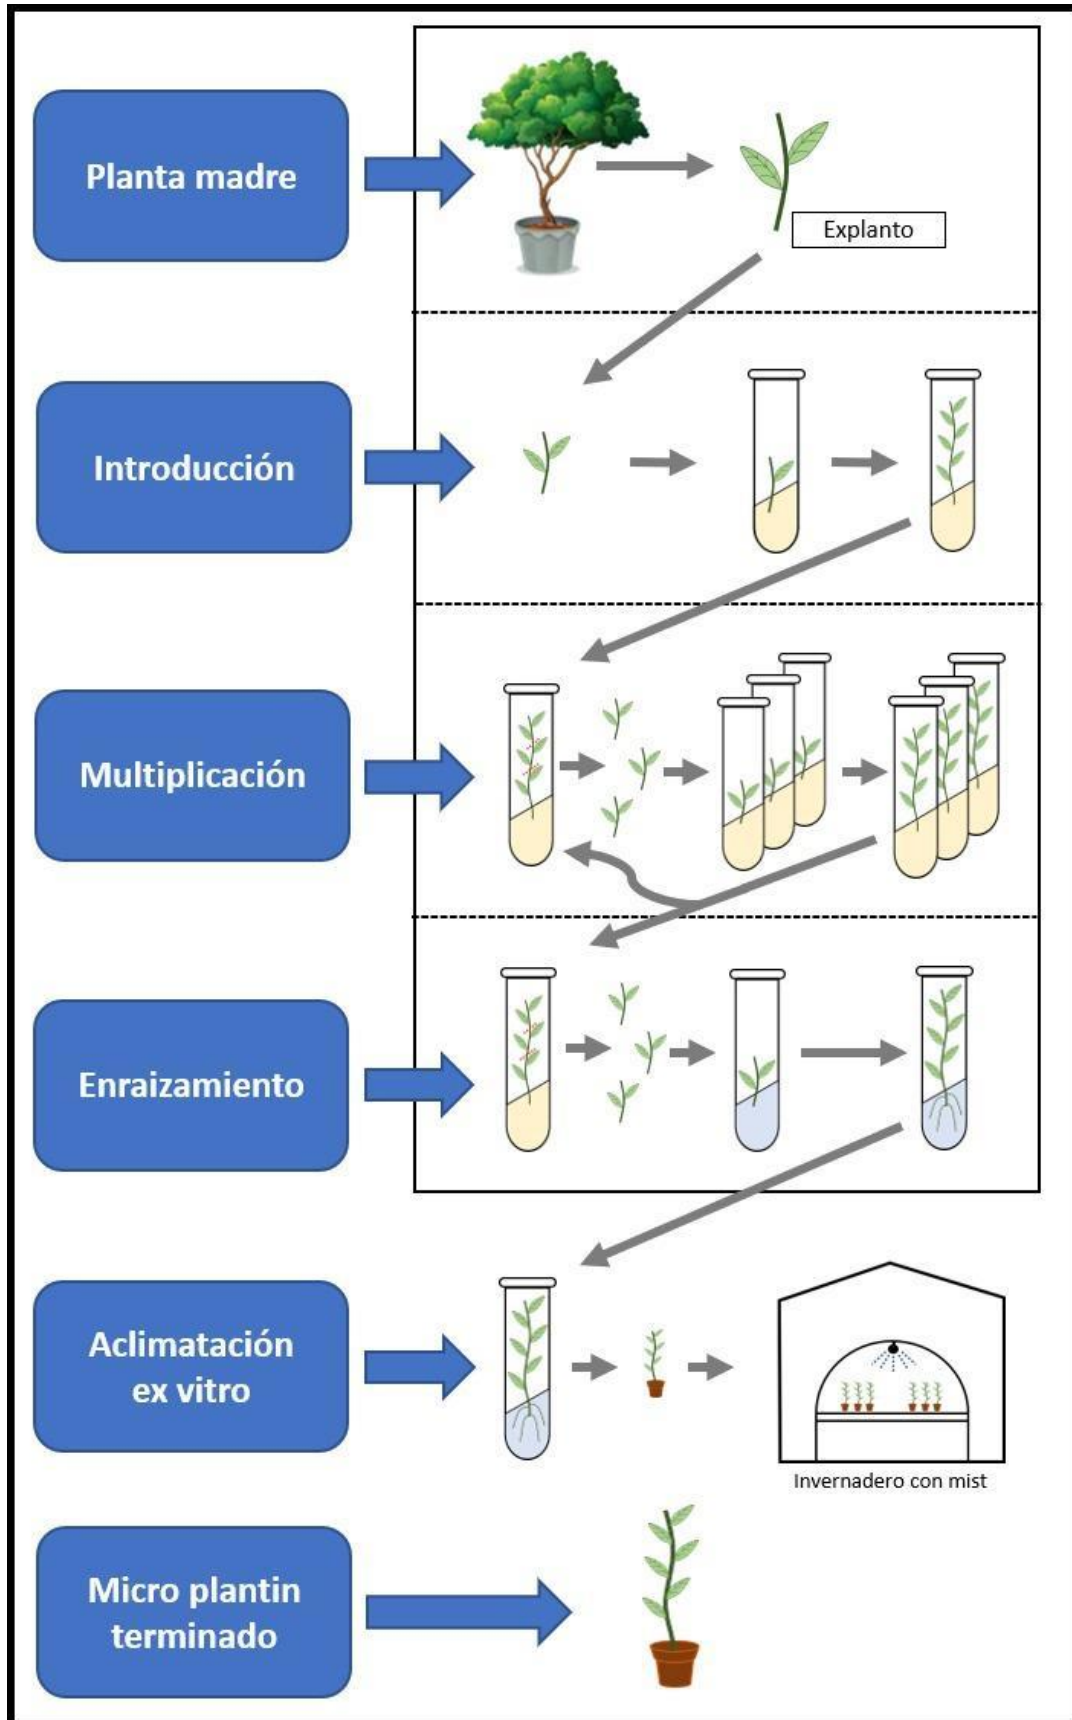 Planta madre
Explanto
Introducción
Multiplicación
Enraizamiento
Aclimatación
ex vitro
Invernadero con mist
Micro plantin
terminado